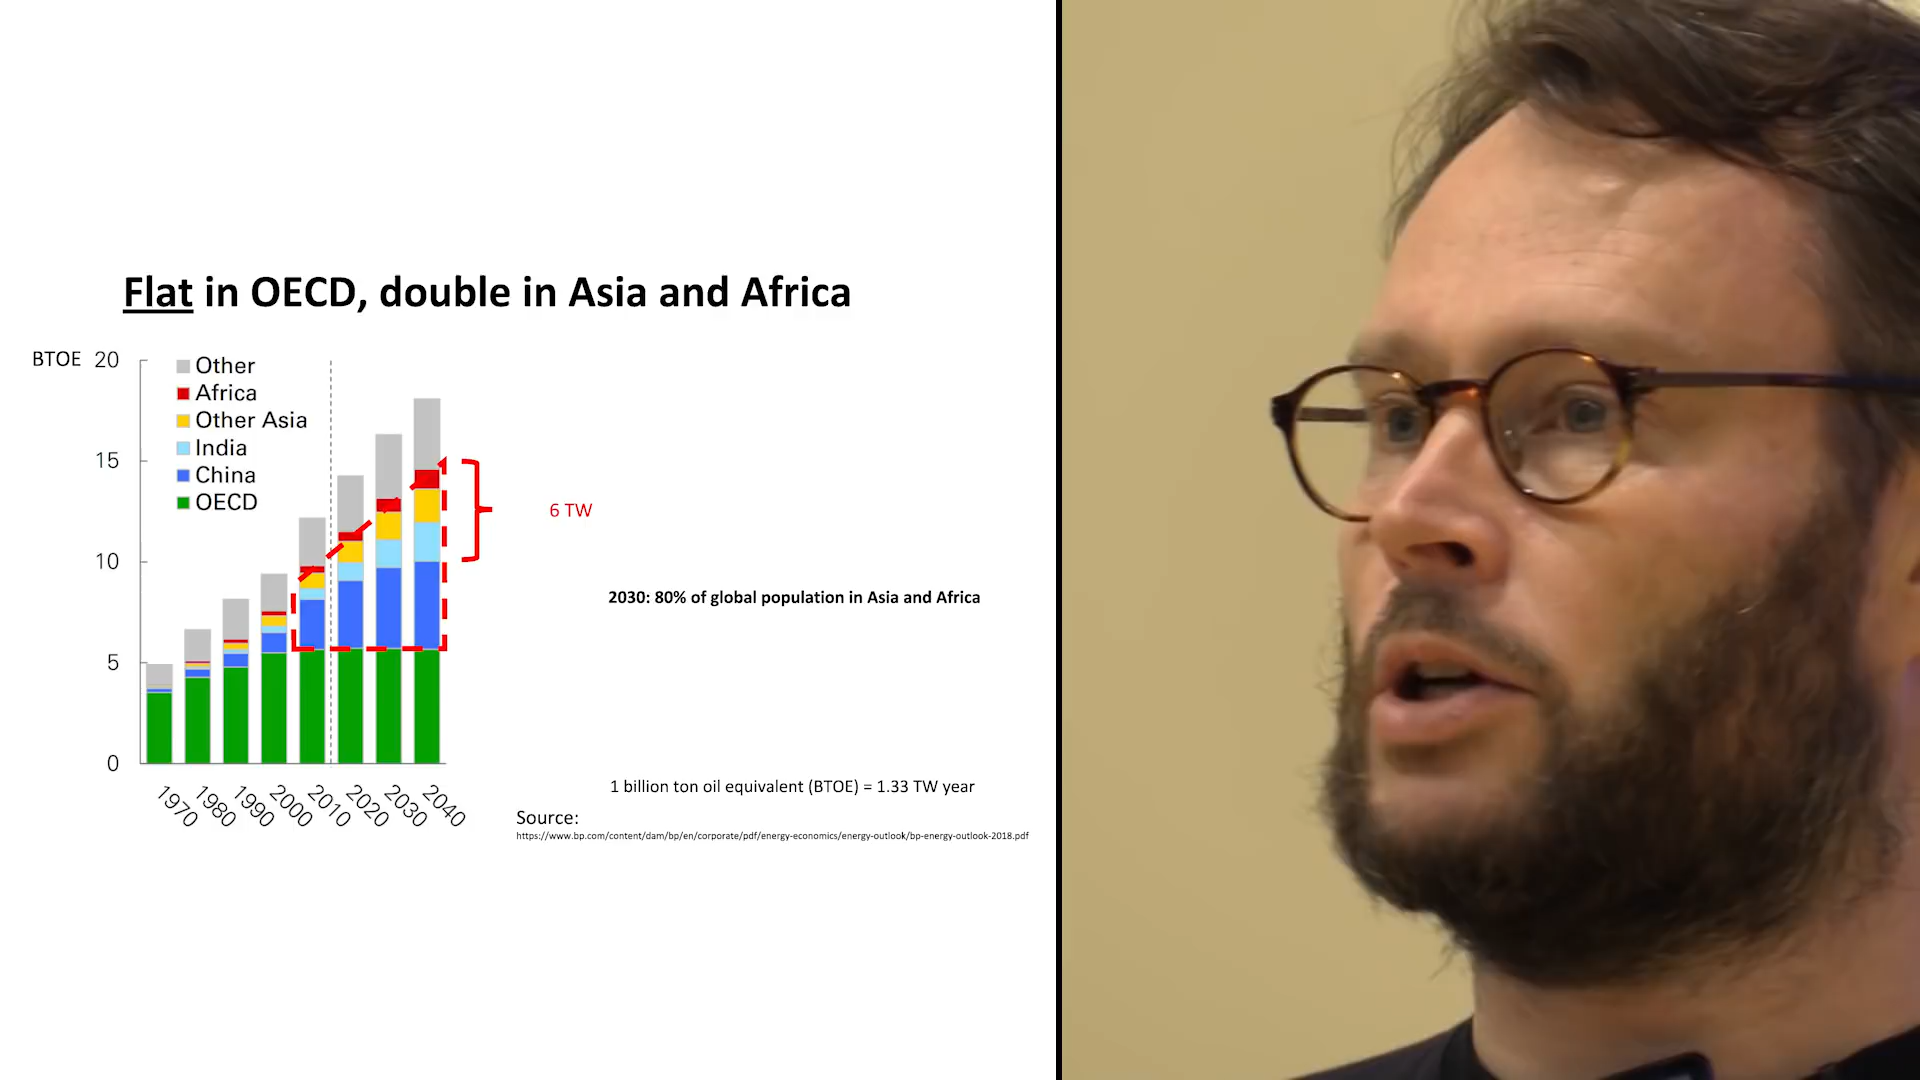 Flat in OECD, double in Asia and Africa
BTOE 20
15
10
5
0
Other
Africa
Other Asia
India
China
OECD
6 TW
2030: 80% of global population in Asia and Africa
1970 1980 1990 2000 2010 2020 2030 2040
1 billion ton oil equivalent (BTOE) = 1.33 TW year
Source:
https://www.bp.com/content/dam/bp/en/corporate/pdf/energy-economics/energy-outlook/bp-energy-outlook-2018.pdf